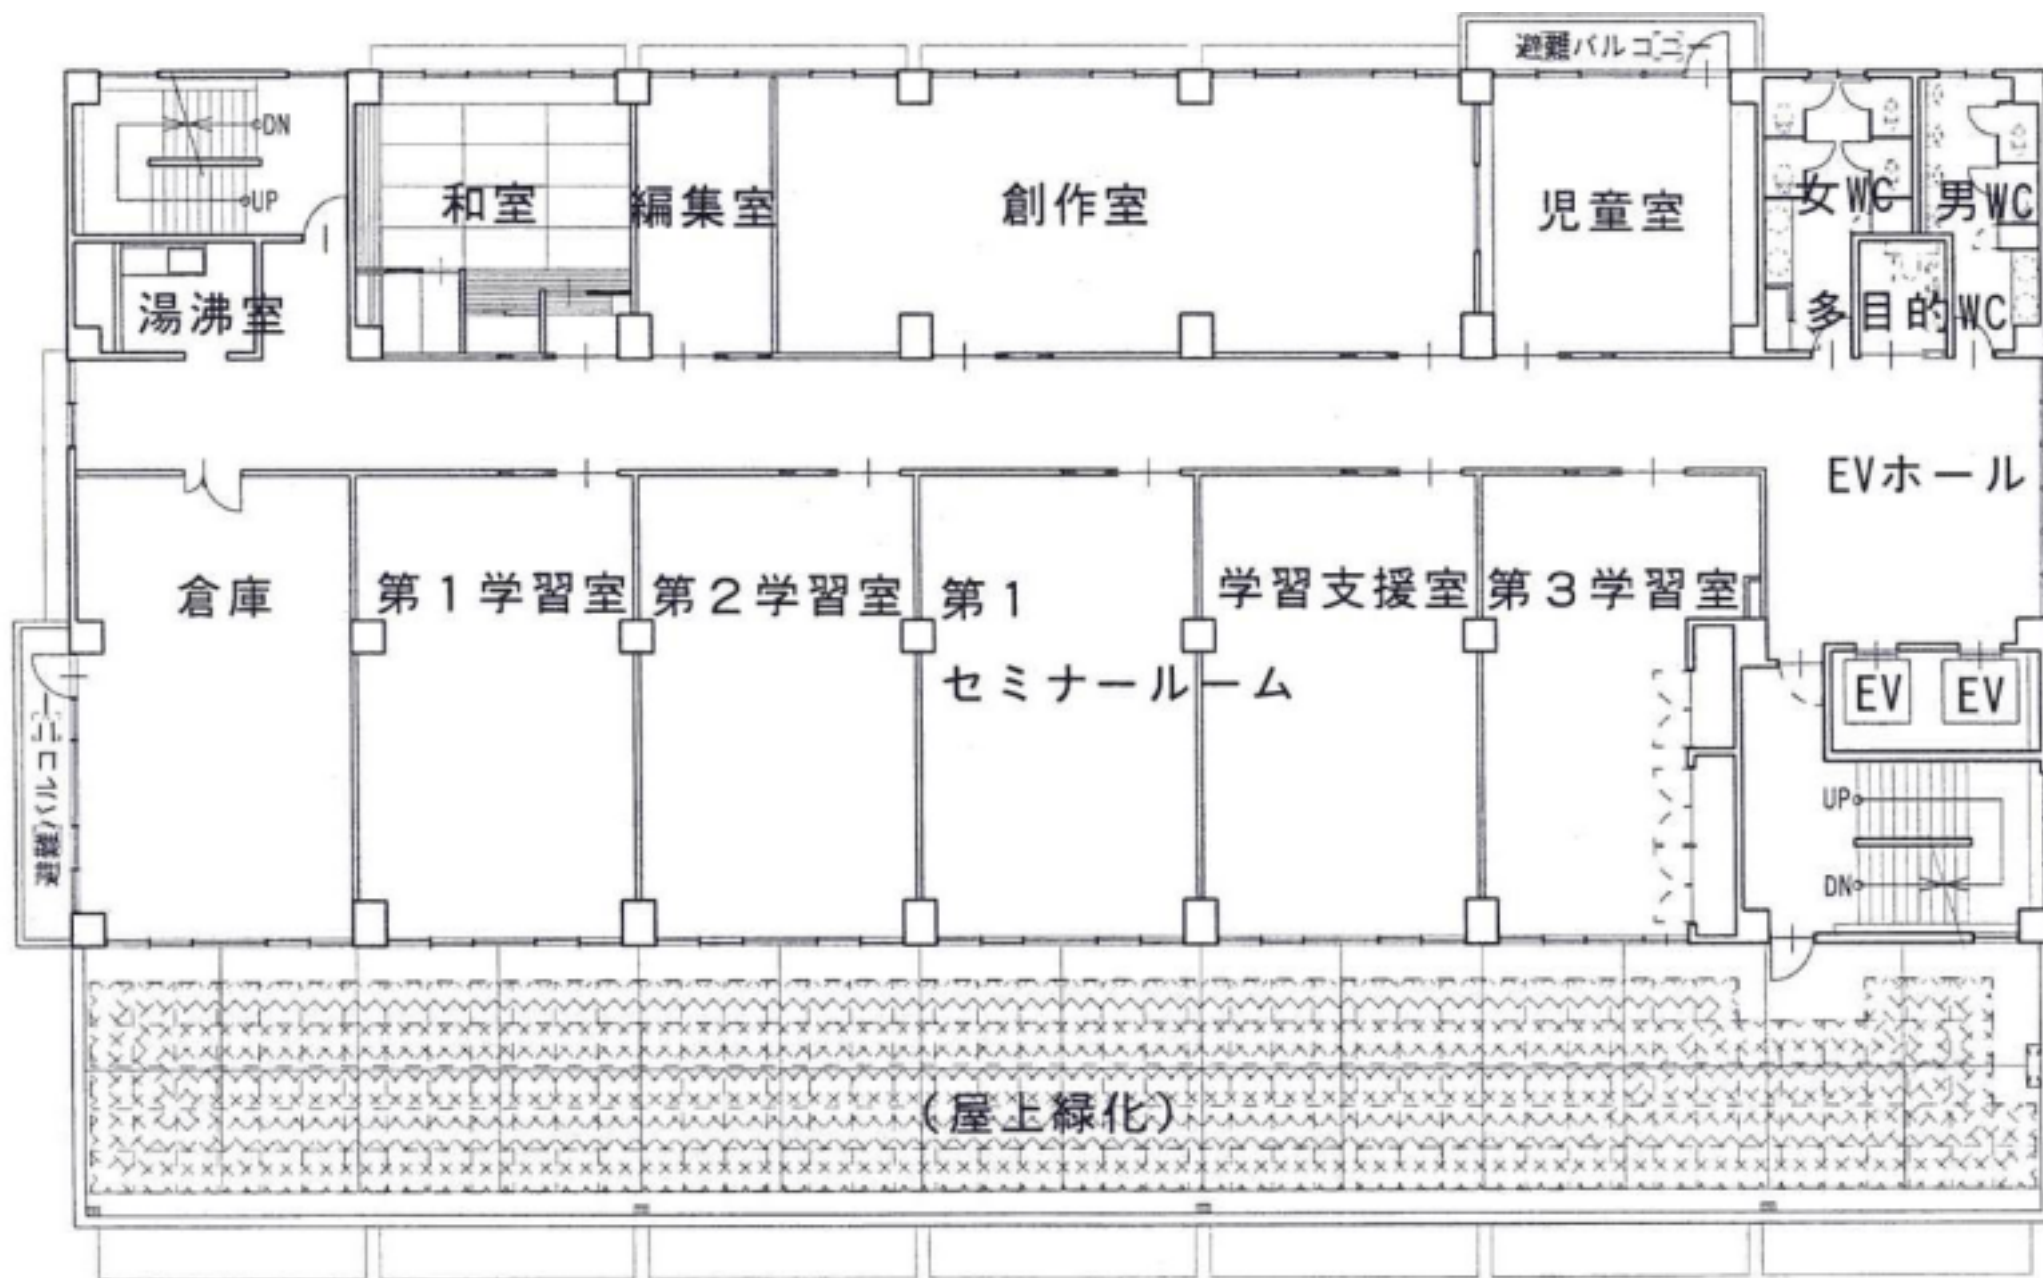 避難バルコニー
DN
UP
和室
編集室
創作室
児童室
女WC
男WC
湯沸室
多目的WC
EVホール
倉庫
第1学習室
第2学習室
第1
セミナールーム
学習支援室
第3学習室
EV
EV
避難バルコニー
UP
DN
(屋上緑化)